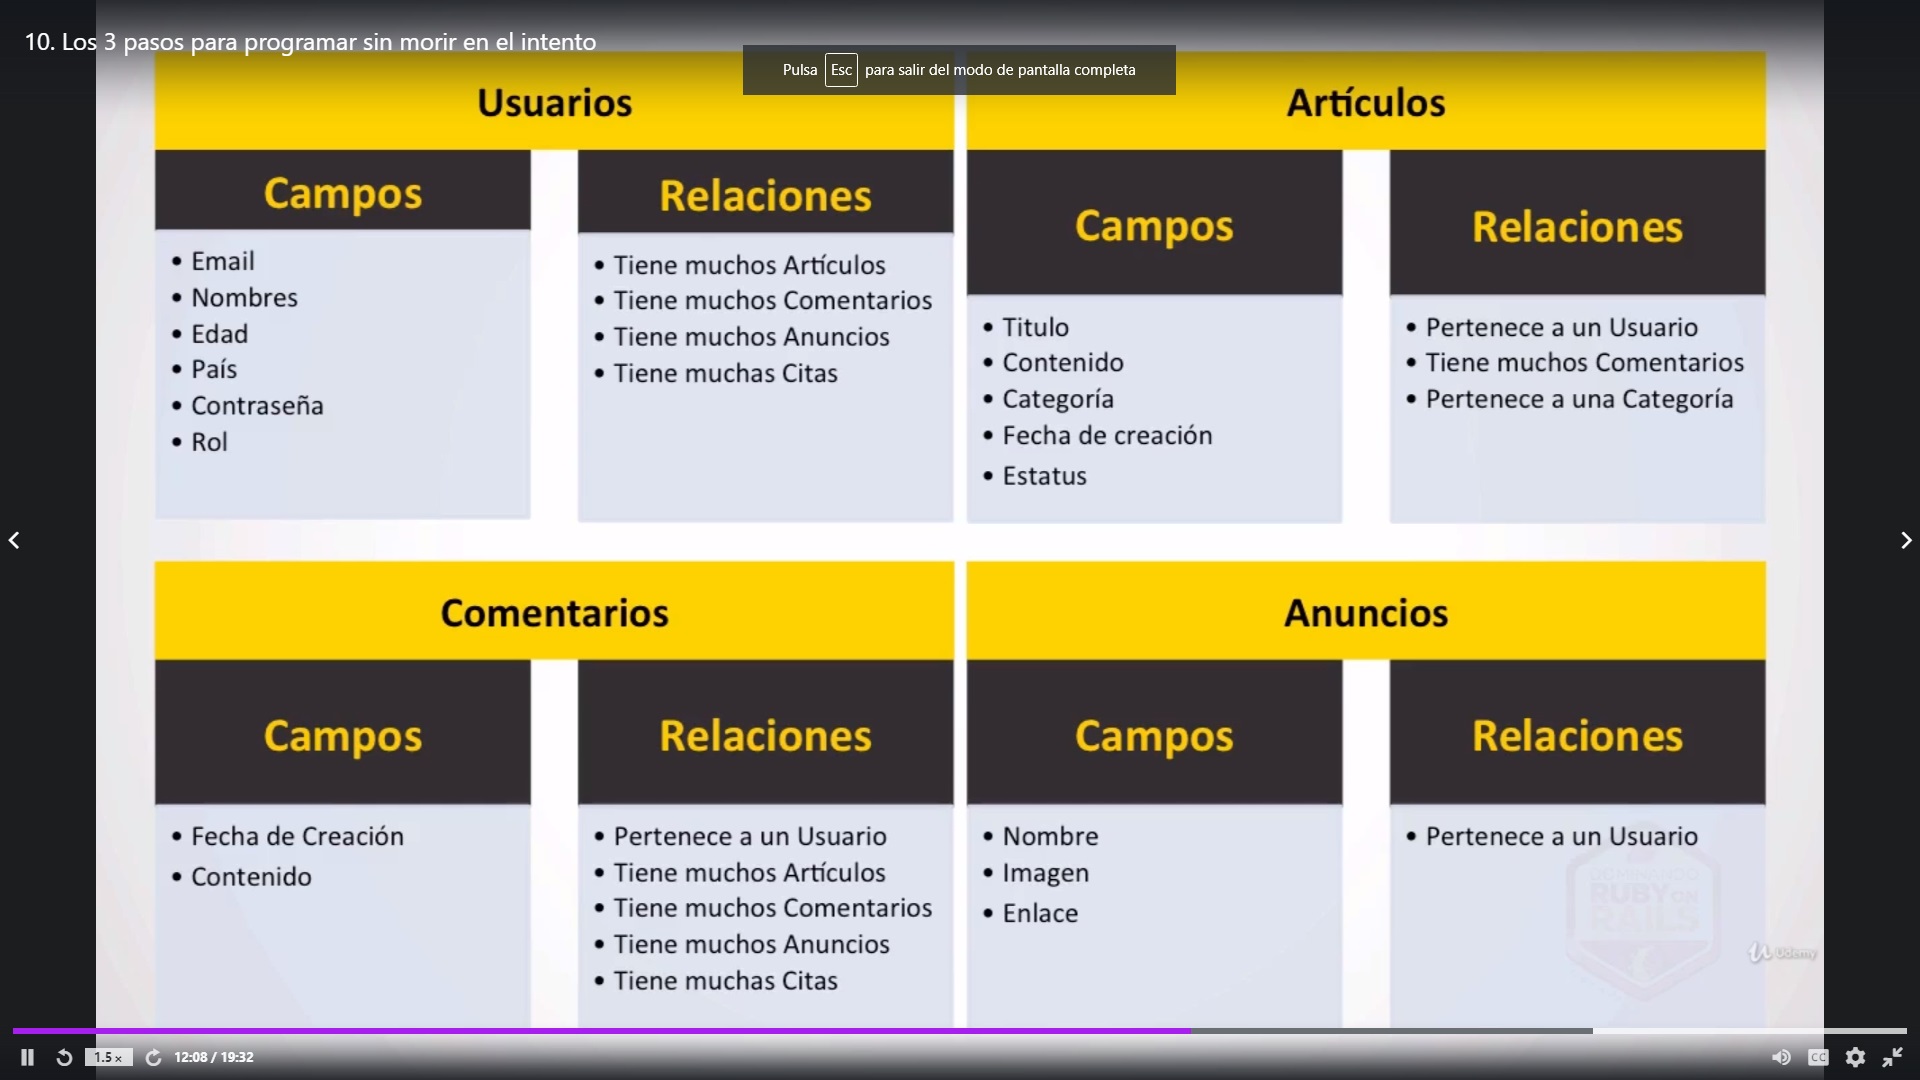 10. Los 3 pasos para programar sin morir en el intento
Pulsa Esc para salir del modo de pantalla completa
Usuarios
Campos
• Email
• Nombres
• Edad
• País
• Contraseña
• Rol
Relaciones
• Tiene muchos Artículos
• Tiene muchos Comentarios
• Tiene muchos Anuncios
• Tiene muchas Citas
Artículos
Campos
• Titulo
• Contenido
• Categoría
• Fecha de creación
• Estatus
Relaciones
• Pertenece a un Usuario
• Tiene muchos Comentarios
• Pertenece a una Categoría
Comentarios
Campos
• Fecha de Creación
• Contenido
Relaciones
• Pertenece a un Usuario
• Tiene muchos Artículos
• Tiene muchos Comentarios
• Tiene muchos Anuncios
• Tiene muchas Citas
Anuncios
Campos
• Nombre
• Imagen
• Enlace
Relaciones
• Pertenece a un Usuario
DOMINANDO
RUBY ON
RAILS
Udemy
1.5 x
12:08 / 19:32
CC